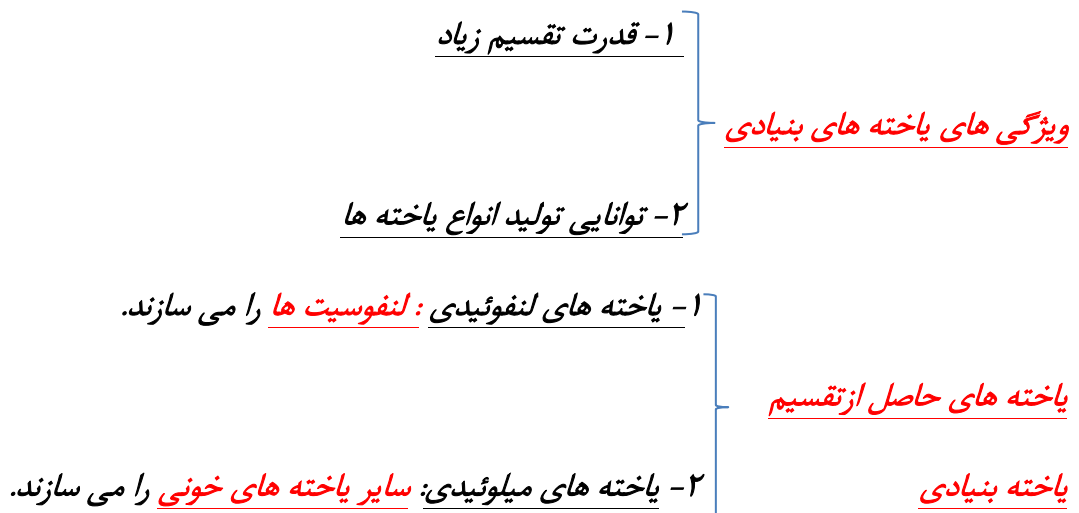 ۱- قدرت تقسیم زیاد
ویژگی های یاخته های بنیادی
۲- توانایی تولید انواع یاخته ها
۱- یاخته های لنفوئیدی : لنفوسیت ها را می سازند.
یاخته های حاصل ازتقسیم
یاخته بنیادی
۲- یاخته های میلوئیدی: سایر یاخته های خونی را می سازند.